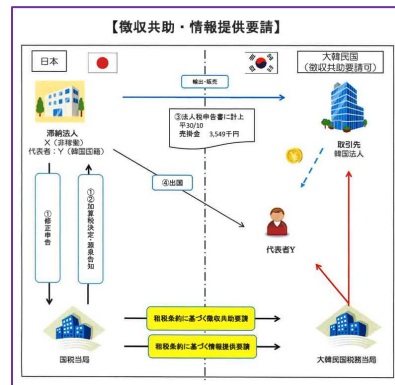 【徴収共助・情報提供要請】
日本
大韓民国
(徴収共助要請可)
輸出・販売
③法人税申告書に計上
平30/10
売掛金 3,549千円
滞納法人
X(非稼働)
代表者:Y(韓国国籍)
取引先
韓国法人
④出国
①修正申告
①②加算税決定・源泉告知
代表者Y
租税条約に基づく徴収共助要請
租税条約に基づく情報提供要請
国税当局
大韓民国税務当局